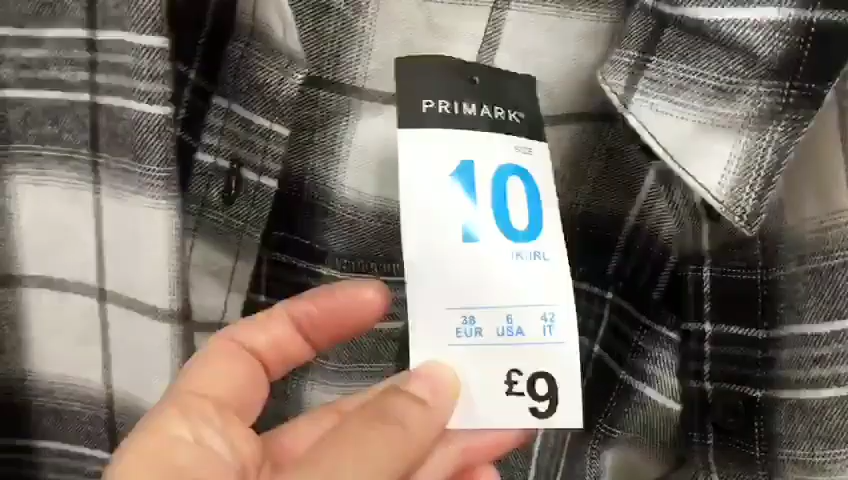 PRIMARK®
SIZE
10
UK/IRL
38 6 42
EUR USA IT
£9